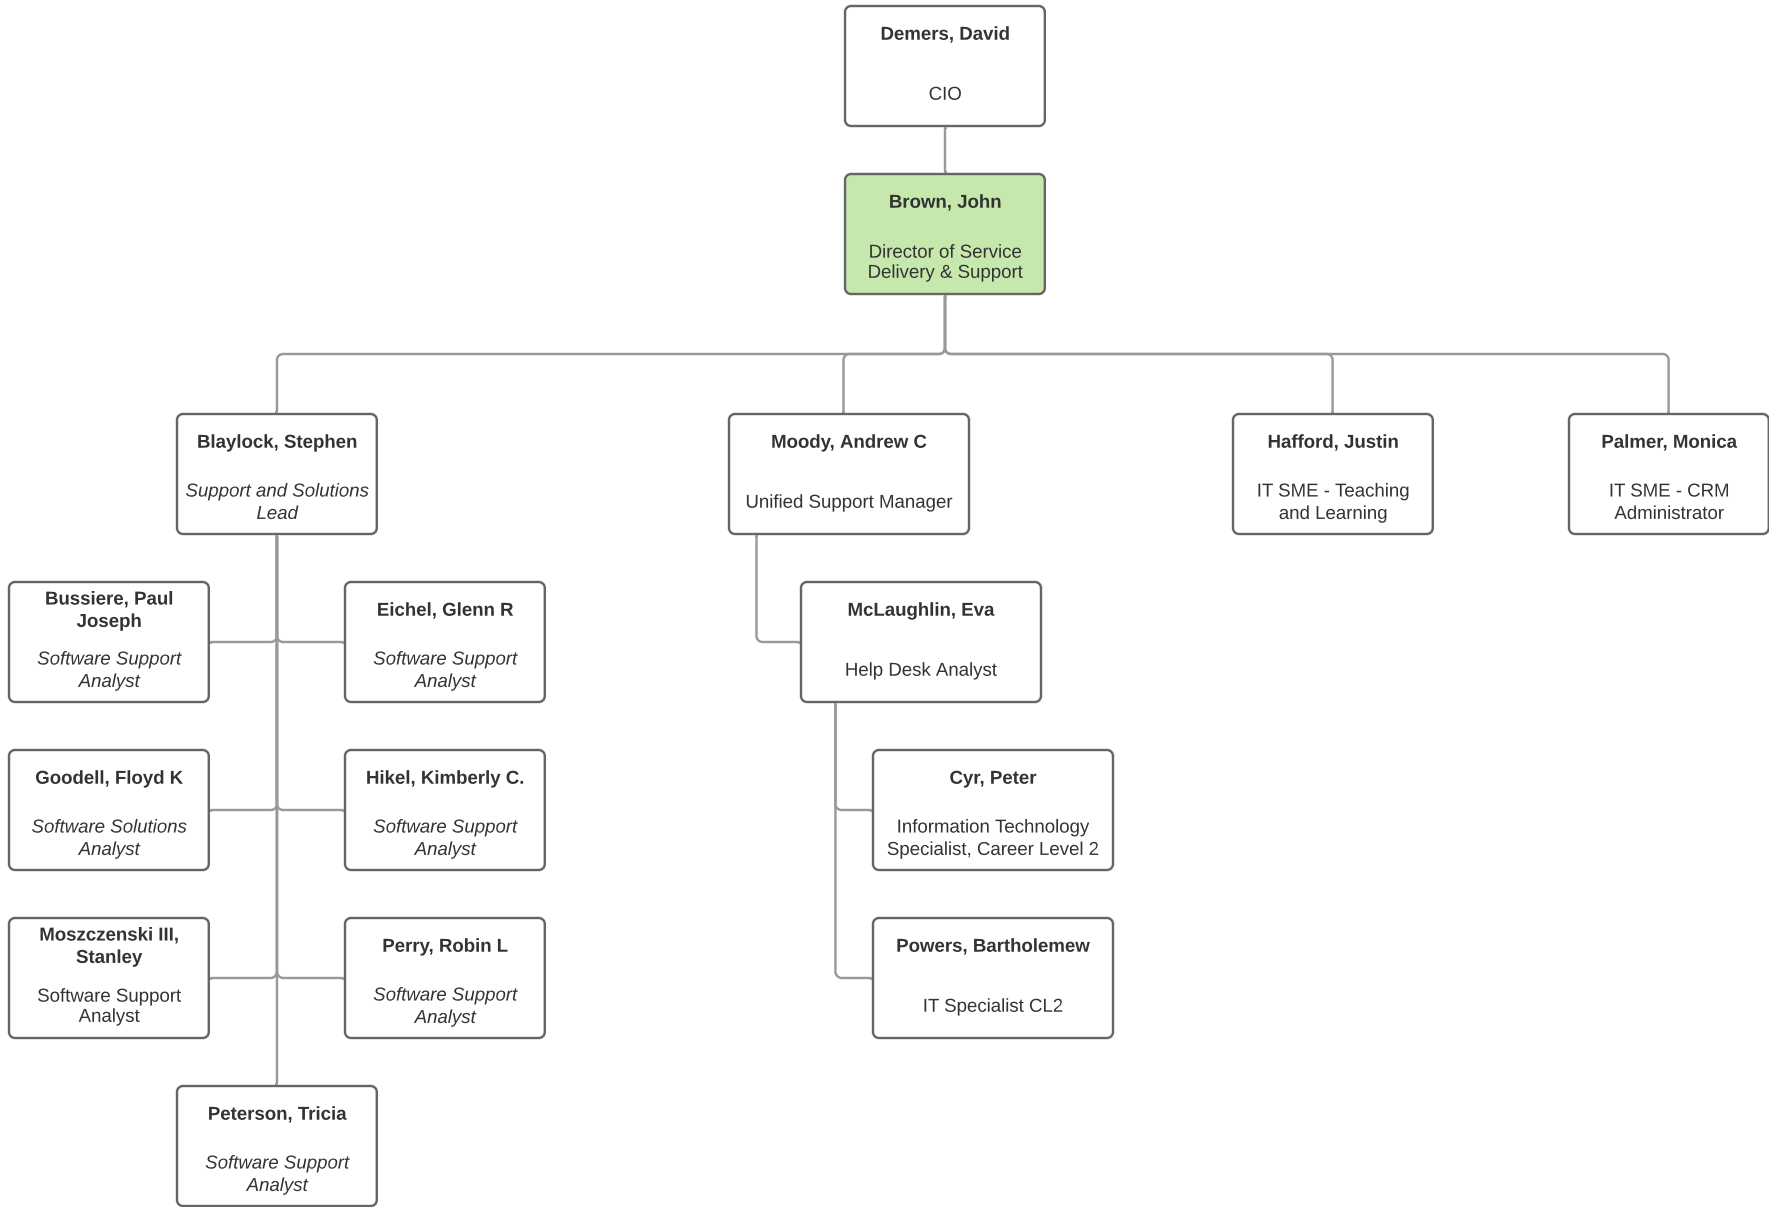 Demers, David
CIO
Brown, John
Director of Service
Delivery & Support
Blaylock, Stephen
Support and Solutions
Lead
Moody, Andrew C
Unified Support Manager
Hafford, Justin
IT SME - Teaching
and Learning
Palmer, Monica
IT SME - CRM
Administrator
Bussiere, Paul
Joseph
Software Support
Analyst
Eichel, Glenn R
Software Support
Analyst
McLaughlin, Eva
Help Desk Analyst
Goodell, Floyd K
Software Solutions
Analyst
Hikel, Kimberly C.
Software Support
Analyst
Cyr, Peter
Information Technology
Specialist, Career Level 2
Moszczenski III,
Stanley
Software Support
Analyst
Perry, Robin L
Software Support
Analyst
Powers, Bartholemew
IT Specialist CL2
Peterson, Tricia
Software Support
Analyst